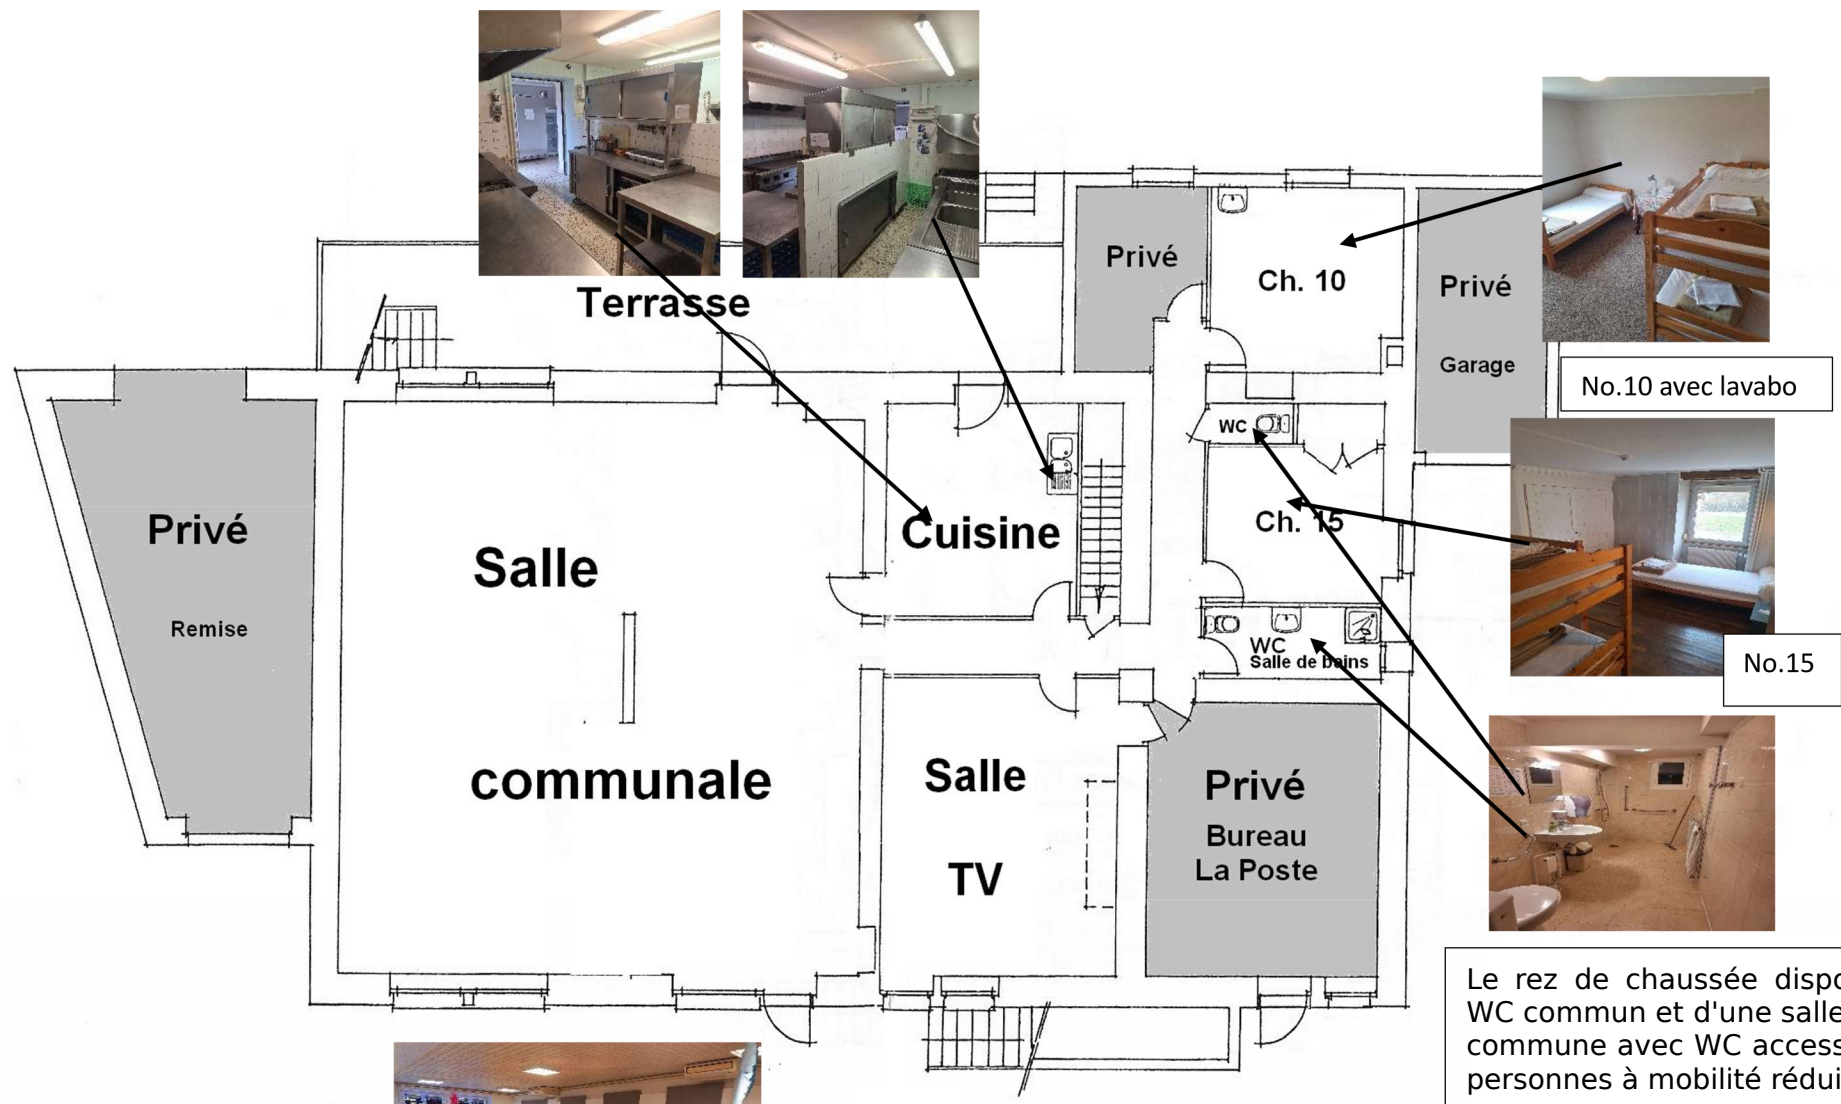 Terrasse
Privé
Ch. 10
Privé
Garage
No.10 avec lavabo
WC
Privé
Remise
Salle
communale
Cuisine
Ch. 15
WC
Salle de bains
No.15
Salle
TV
Privé
Bureau
La Poste
Le rez de chaussée dispo
WC commun et d'une salle
commune avec WC access
personnes à mobilité rédui